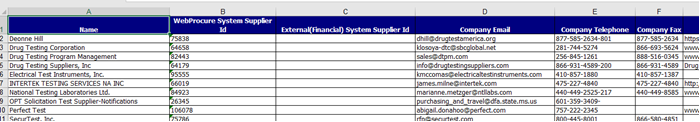 A B C D E F
WebProcure System Supplier
1 Name Id External(Financial) System Supplier Id Company Email Company Telephone Company Fax
2 Deonne Hill 75838 dhill@drugtestamerica.org 877-585-2634-801 877-585-2634 https
3 Drug Testing Corporation 64658 klosoya-dtc@sbcglobal.net 281-744-5274 866-693-5624 www
4 Drug Testing Program Management 82443 sales@dtpm.com 256-845-1261 888-516-0345 www.
5 Drug Testing Suppliers, Inc 64179 info@drugtestingsuppliers.com 866-931-4589-200 866-931-4589 Drug
6 Electrical Test Instruments, Inc. 95555 kmccomas@electricaltestinstruments.com 410-857-1880 410-857-1387
7 INTERTEK TESTING SERVICES NA INC 66019 james.milne@intertek.com 475-227-4840 475-227-4840 http:/
8 National Testing Laboratories Ltd. 84923 marianne.metzger@ntllabs.com 440-449-2525-217 440-449-8585 www.
9 OPT Solicitation Test Supplier-Notifications 26345 purchasing_and_travel@dfa.state.ms.us 601-359-3409-
10 Perfect Test 106078 abigail.donahoo@perfect.com 757-222-2345 www.
11 SecurTest, Inc. 75786 rfp@securtest.com 800-445-8001 866-580-4851